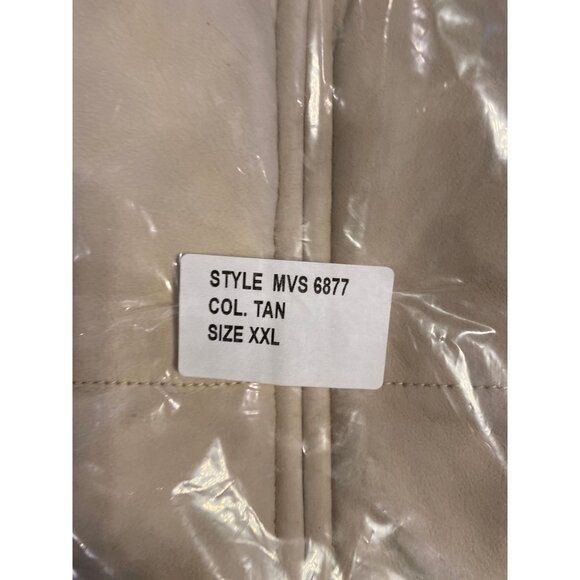 STYLE MVS 6877
COL. TAN
SIZE XXL